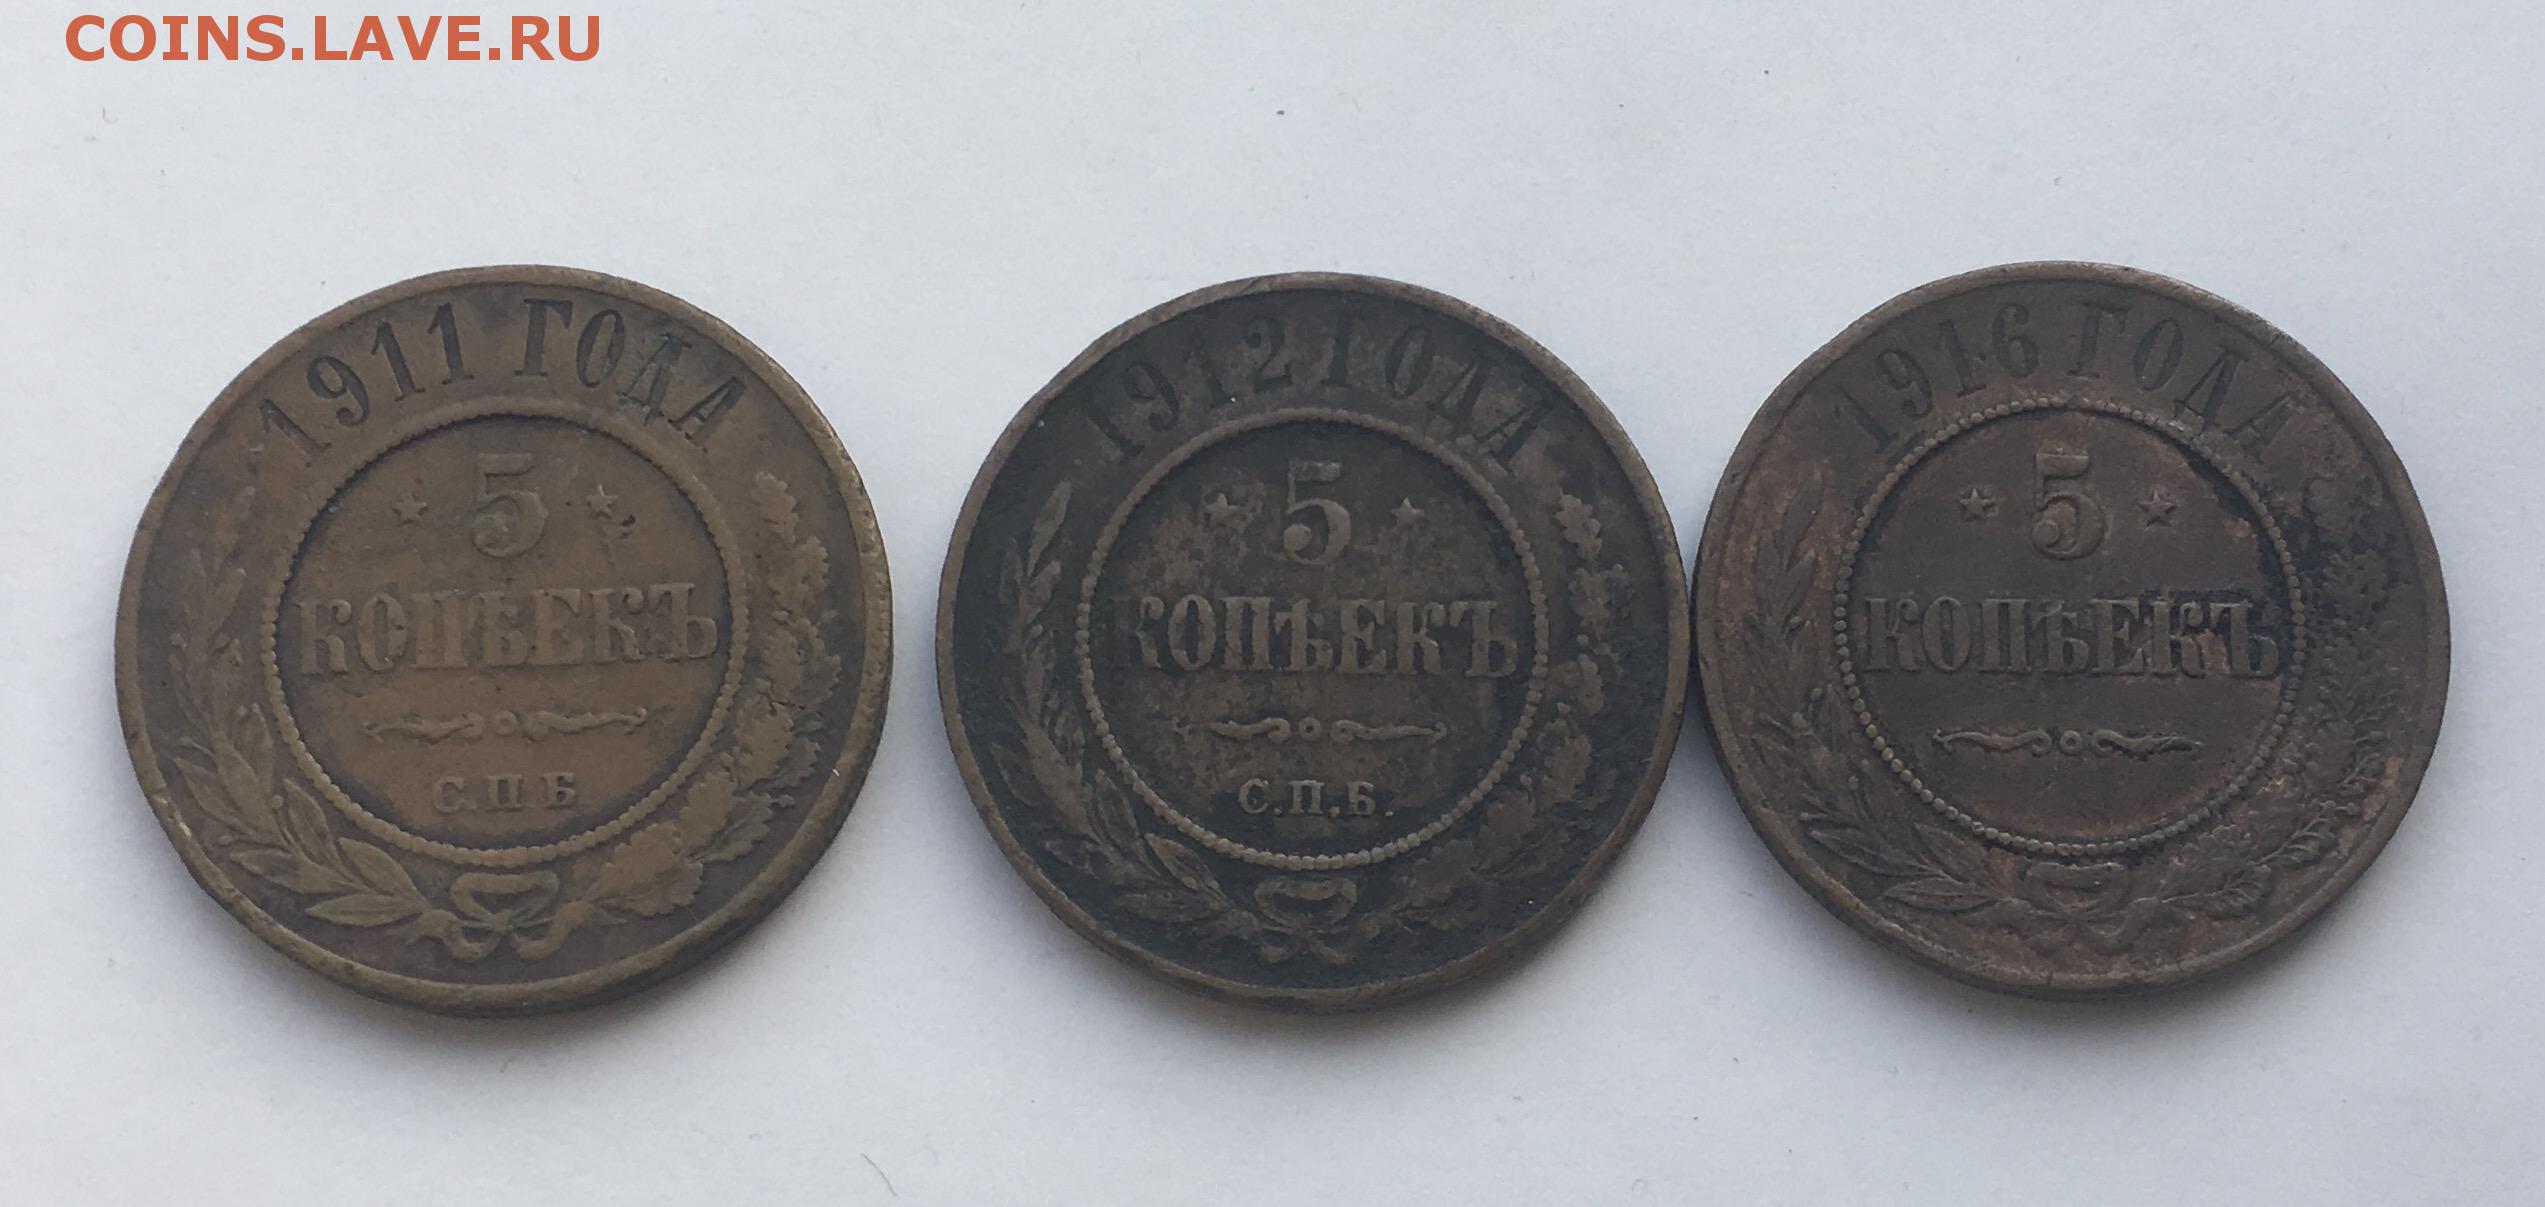 COINS.LAVE.RU
1911 ГОДА
5
КОПѢЕКЪ
С.П.Б
1912 ГОДА
5
КОПѢЕКЪ
С.П.Б.
1916 ГОДА
5
КОПѢЕКЪ